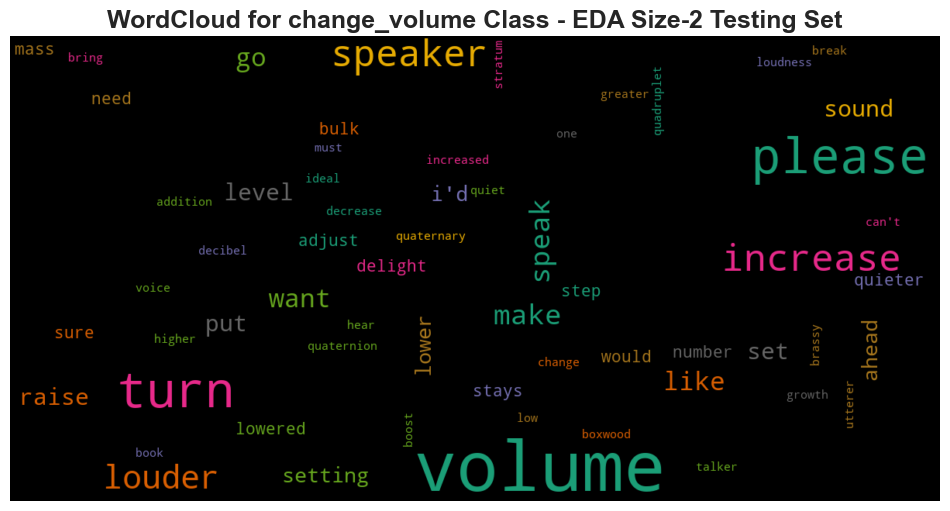 WordCloud for change_volume Class - EDA Size-2 Testing Set
mass
bring
go
speaker
stratum
break
loudness
need
greater
quadruplet
sound
bulk
one
must
please
increased
ideal
level
i'd
quiet
addition
decrease
speak
can't
decibel
adjust
quaternary
delight
increase
quieter
voice
want
step
put
make
sure
higher
hear
quaternion
lower
change
would
number
set
brassy
ahead
raise
turn
stays
like
growth
utterer
lowered
boost
low
boxwood
book
louder
setting
volume
talker